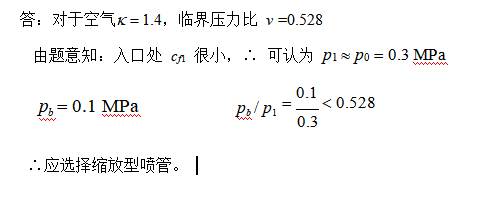 答：对于空气κ = 1.4，临界压力比 ν =0.528
由题意知：入口处 cf1 很小，∴ 可认为 p1 ≈ p0 = 0.3 MPa
pb = 0.1 MPa pb / p1 = 0.1/0.3 < 0.528
∴应选择缩放型喷管。